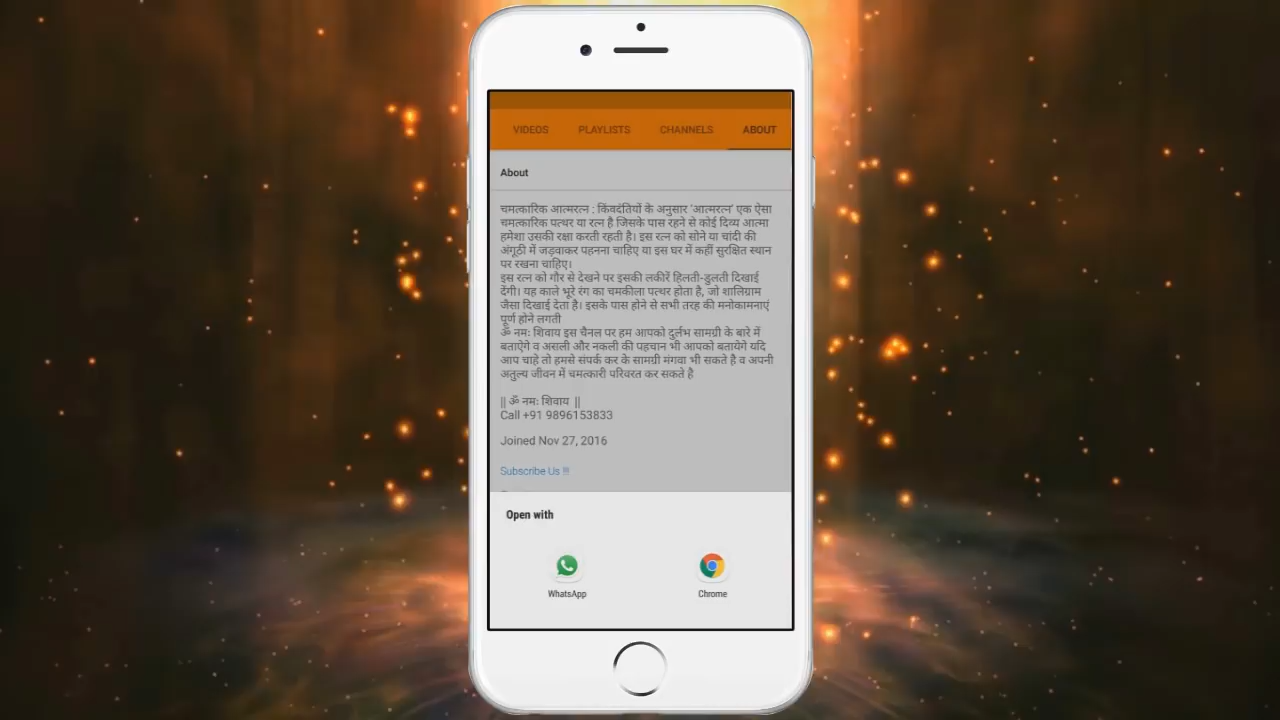 VIDEOS PLAYLISTS CHANNELS ABOUT
About
चमत्कारिक आत्मरत्न : किंवदंतियों के अनुसार 'आत्मरत्न' एक ऐसा
चमत्कारिक पत्थर या रत्न है जिसके पास रहने से कोई दिव्य आत्मा
हमेशा उसकी रक्षा करती रहती है। इस रत्न को सोने या चांदी की
अंगूठी में जड़वाकर पहनना चाहिए या इस घर में कहीं सुरक्षित स्थान
पर रखना चाहिए।
इस रत्न को गौर से देखने पर इसकी लकीरें हिलती-डुलती दिखाई
देंगी। यह काले भूरे रंग का चमकीला पत्थर होता है, जो शालिग्राम
जैसा दिखाई देता है। इसके पास होने से सभी तरह की मनोकामनाएं
पूर्ण होने लगती
ॐ नमः शिवाय इस चैनल पर हम आपको दुर्लभ सामग्री के बारे में
बताऐंगे व असली और नकली की पहचान भी आपको बतायेगे यदि
आप चाहे तो हमसे संपर्क कर के सामग्री मंगवा भी सकते है व अपनी
अतुल्य जीवन में चमत्कारी परिवरत कर सकते है
|| ॐ नमः शिवाय ||
Call +91 9896153833
Joined Nov 27, 2016
Subscribe Us !!!
Open with
WhatsApp Chrome